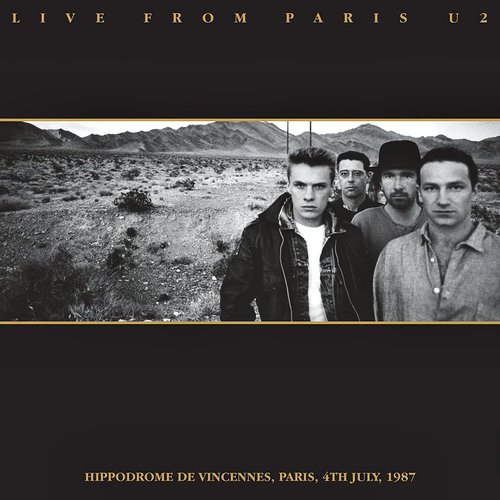 LIVE FROM PARIS U2
HIPPODROME DE VINCENNES, PARIS, 4TH JULY, 1987